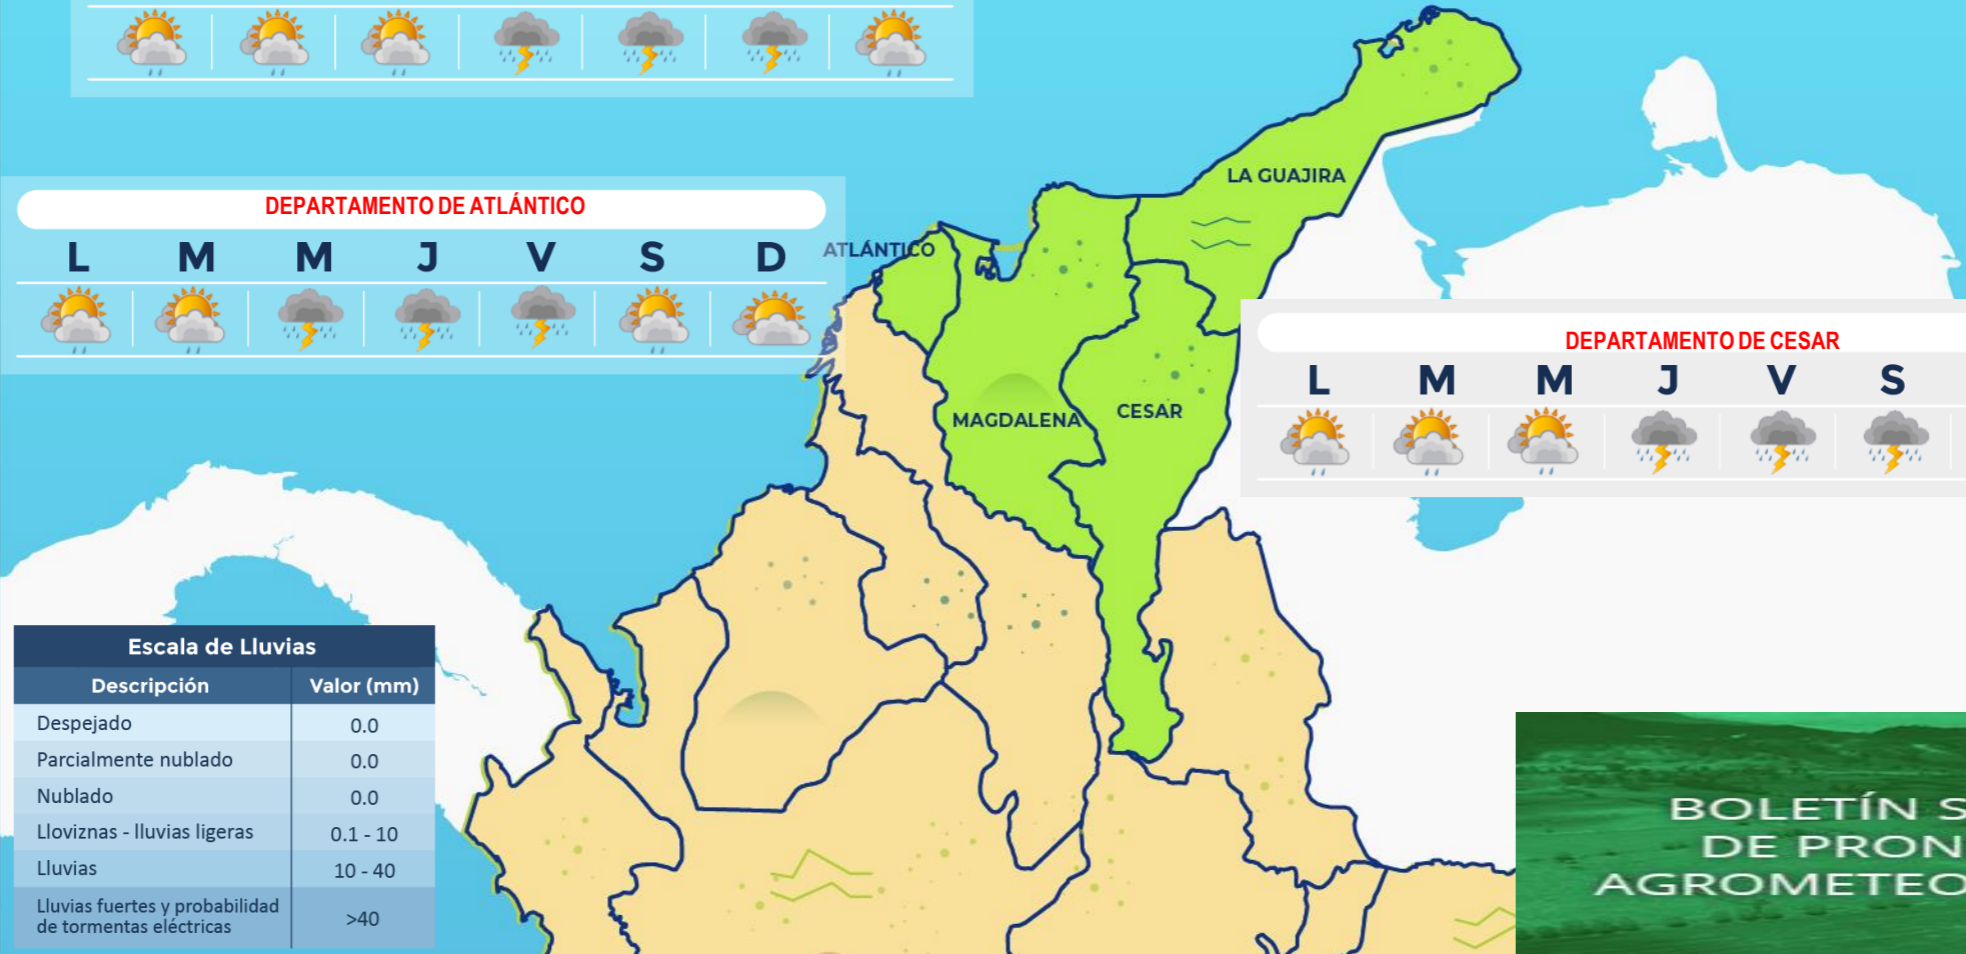 DEPARTAMENTO DE ATLÁNTICO
L M M J V S D
LA GUAJIRA
ATLÁNTICO
MAGDALENA
CESAR
DEPARTAMENTO DE CESAR
L M M J V S
Escala de Lluvias
Descripción Valor (mm)
Despejado 0.0
Parcialmente nublado 0.0
Nublado 0.0
Lloviznas - lluvias ligeras 0.1 - 10
Lluvias 10 - 40
Lluvias fuertes y probabilidad
de tormentas eléctricas >40
BOLETÍN S
DE PRON
AGROMETEO